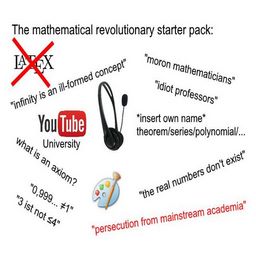 The mathematical revolutionary starter pack:
LATEX
"moron mathematicians"
"infinity is an ill-formed concept"
"idiot professors"
YouTube
University
*insert own name*
theorem/series/polynomial/...
what is an axiom?
"0,999... ≠1"
"3 ist not ≤4"
"the real numbers don't exist"
"persecution from mainstream academia"